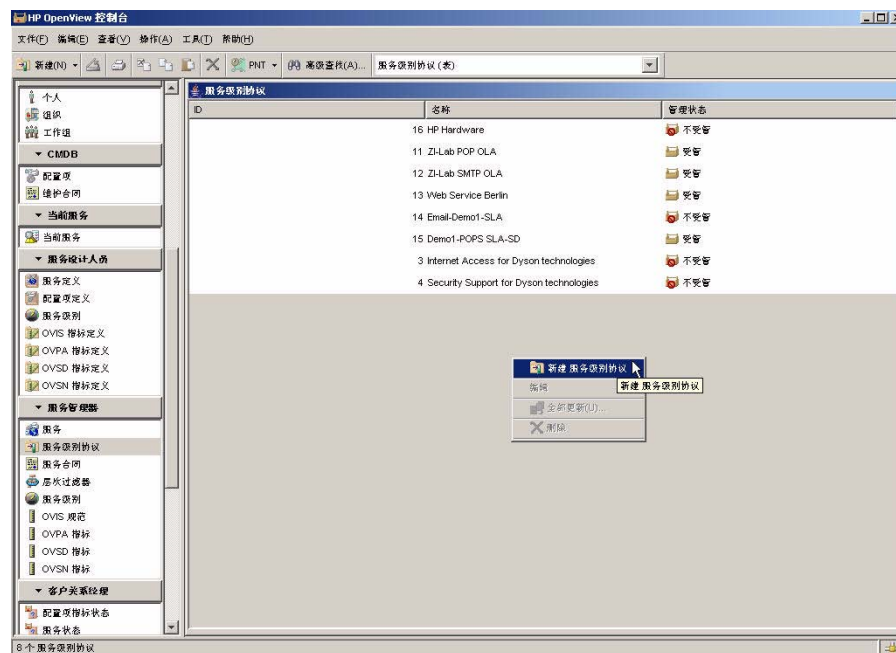 HP OpenView 控制台
文件(F) 编辑(E) 查看(V) 操作(A) 工具(T) 帮助(H)
新建(N) PNT 高级查找(A)... 服务级别协议 (表)
个人
组织
工作组
CMDB
配置项
维护合同
当前服务
当前服务
服务设计人员
服务定义
配置项定义
服务级别
OVIS 指标定义
OVPA 指标定义
OVSD 指标定义
OVSN 指标定义
服务管理器
服务
服务级别协议
服务合同
层次过滤器
服务级别
OVIS 规范
OVPA 指标
OVSD 指标
OVSN 指标
客户关系经理
配置项指标状态
服务状态
服务级别协议
ID 名称 管理状态
16 HP Hardware 不受管
11 ZI-Lab POP OLA 受管
12 ZI-Lab SMTP OLA 受管
13 Web Service Berlin 受管
14 Email-Demo1-SLA 不受管
15 Demo1-POPS SLA-SD 受管
3 Internet Access for Dyson technologies 不受管
4 Security Support for Dyson technologies 不受管
新建 服务级别协议
新建 服务级别协议
编辑
全部更新(U)...
删除
8 个 服务级别协议